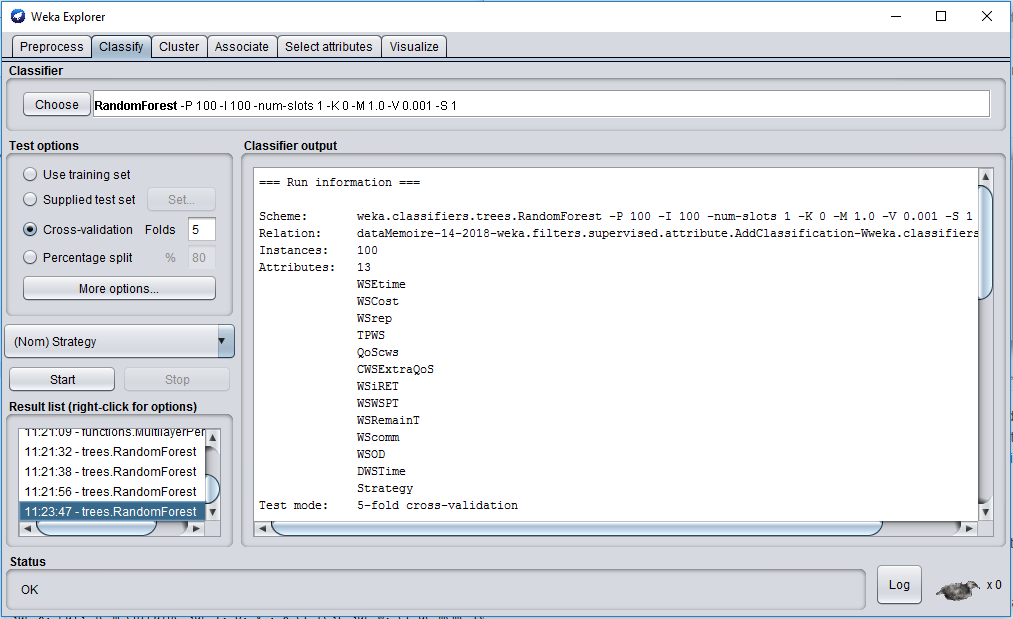 Weka Explorer
Preprocess Classify Cluster Associate Select attributes Visualize
Classifier
Choose RandomForest -P 100 -I 100 -num-slots 1 -K 0 -M 1.0 -V 0.001 -S 1
Test options
Use training set
Supplied test set Set...
Cross-validation Folds 5
Percentage split % 80
More options...
(Nom) Strategy
Start Stop
Result list (right-click for options)
11:21:09 - functions.MultilayerPer
11:21:32 - trees.RandomForest
11:21:38 - trees.RandomForest
11:21:56 - trees.RandomForest
11:23:47 - trees.RandomForest
Classifier output
=== Run information ===
Scheme: weka.classifiers.trees.RandomForest -P 100 -I 100 -num-slots 1 -K 0 -M 1.0 -V 0.001 -S 1
Relation: dataMemoire-14-2018-weka.filters.supervised.attribute.AddClassification-Wweka.classifiers
Instances: 100
Attributes: 13
WSEtime
WSCost
WSrep
TPWS
QoScws
CWSExtraQoS
WSiRET
WSWSPT
WSRemainT
WScomm
WSOD
DWSTime
Strategy
Test mode: 5-fold cross-validation
Status
OK
Log x 0